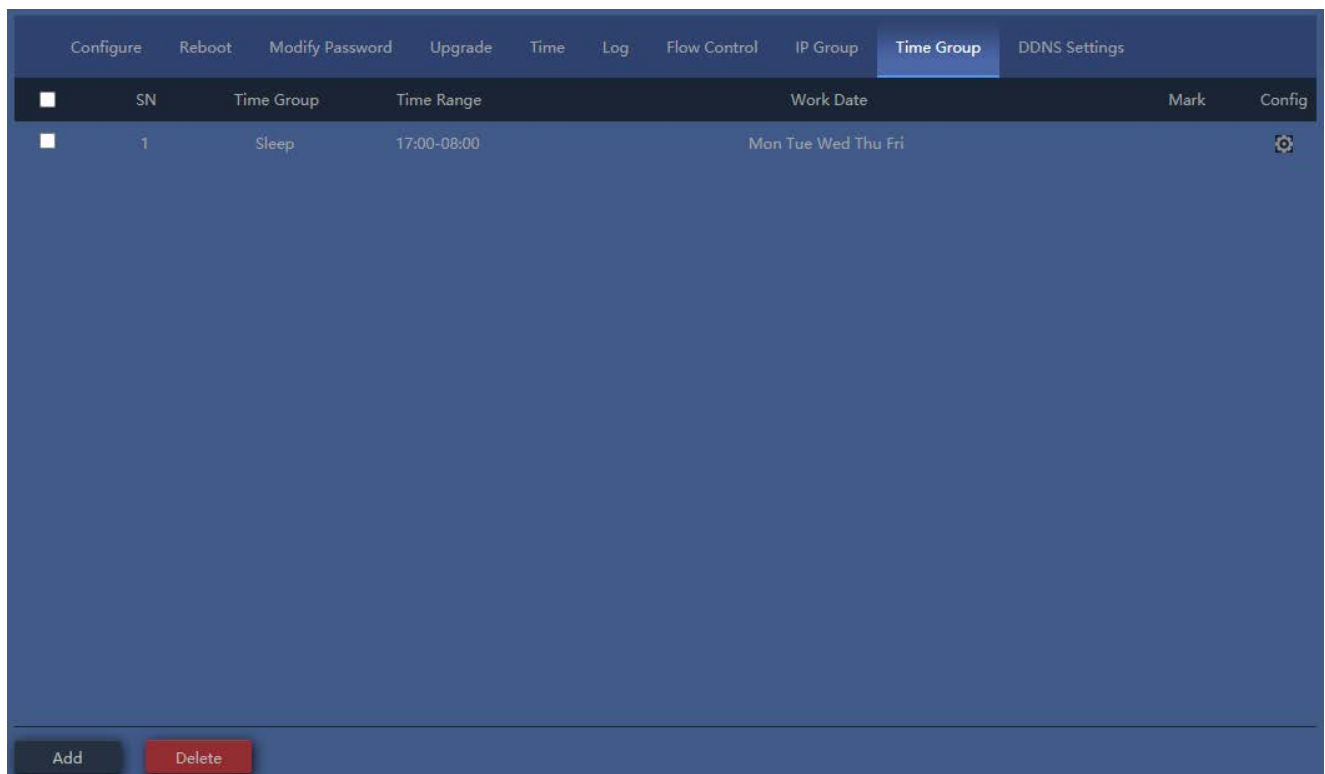 Configure Reboot Modify Password Upgrade Time Log Flow Control IP Group Time Group DDNS Settings
SN Time Group Time Range Work Date Mark Config
1 Sleep 17:00-08:00 Mon Tue Wed Thu Fri
Add Delete